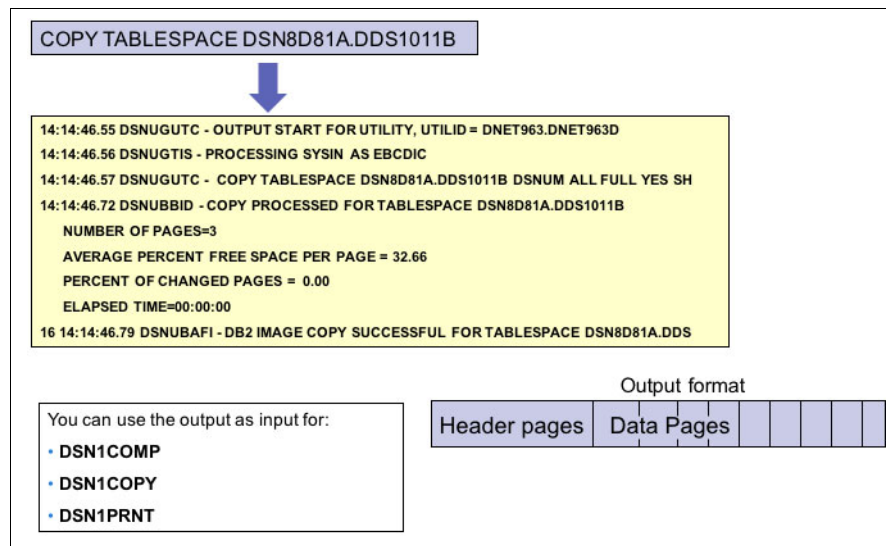 COPY TABLESPACE DSN8D81A.DDS1011B
14:14:46.55 DSNUGUTC - OUTPUT START FOR UTILITY, UTILID = DNET963.DNET963D
14:14:46.56 DSNUGTIS - PROCESSING SYSIN AS EBCDIC
14:14:46.57 DSNUGUTC - COPY TABLESPACE DSN8D81A.DDS1011B DSNUM ALL FULL YES SH
14:14:46.72 DSNUBBID - COPY PROCESSED FOR TABLESPACE DSN8D81A.DDS1011B
NUMBER OF PAGES=3
AVERAGE PERCENT FREE SPACE PER PAGE = 32.66
PERCENT OF CHANGED PAGES = 0.00
ELAPSED TIME=00:00:00
16 14:14:46.79 DSNUBAFI - DB2 IMAGE COPY SUCCESSFUL FOR TABLESPACE DSN8D81A.DDS
Output format
Header pages Data Pages
You can use the output as input for:
• DSN1COMP
• DSN1COPY
• DSN1PRNT